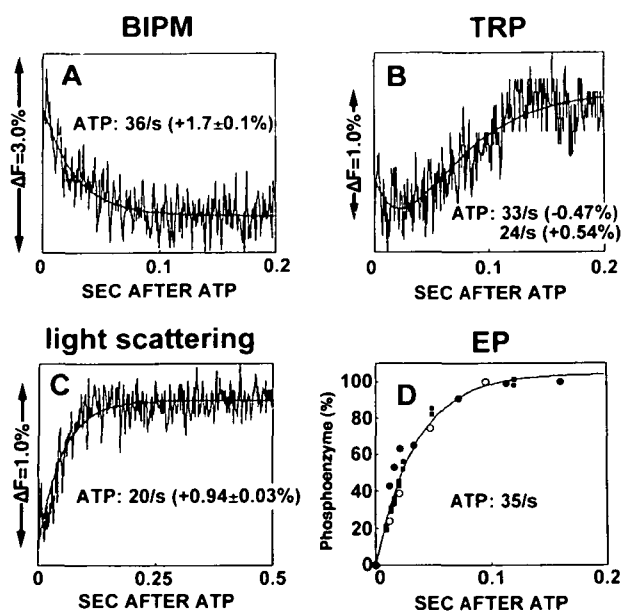 BIPM
A
ΔF=3.0%
ATP: 36/s (+1.7±0.1%)
0 0.1 0.2
SEC AFTER ATP
TRP
B
ΔF=1.0%
ATP: 33/s (-0.47%)
24/s (+0.54%)
0 0.1 0.2
SEC AFTER ATP
light scattering
C
ΔF=1.0%
ATP: 20/s (+0.94±0.03%)
0 0.25 0.5
SEC AFTER ATP
EP
D
Phosphoenzyme (%)
100
80
60
40
20
0
ATP: 35/s
0 0.1 0.2
SEC AFTER ATP